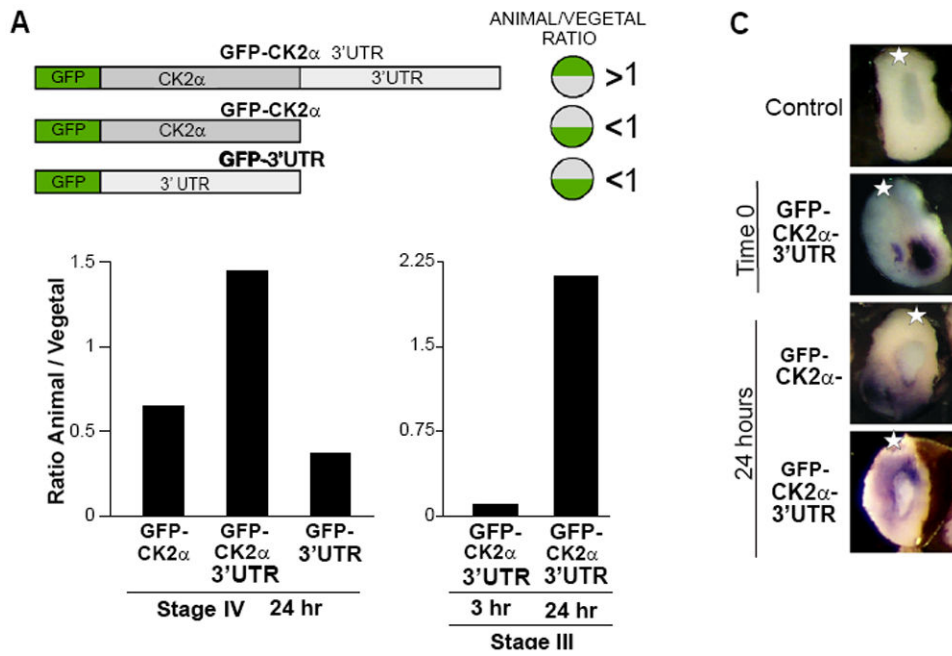 A
GFP-CK2α 3'UTR
GFP CK2α 3'UTR
GFP-CK2α
GFP CK2α
GFP-3'UTR
GFP 3' UTR
ANIMAL/VEGETAL
RATIO
>1
<1
<1
Ratio Animal / Vegetal
1.5
1
0.5
0
GFP-
CK2α
GFP-
CK2α
3'UTR
GFP-
3'UTR
Stage IV 24 hr
2.25
1.5
0.75
0
GFP-
CK2α
3'UTR
GFP-
CK2α
3'UTR
3 hr 24 hr
Stage III
C
Control
Time 0
GFP-
CK2α-
3'UTR
24 hours
GFP-
CK2α-
GFP-
CK2α-
3'UTR